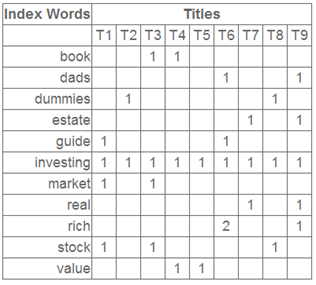 Index Words Titles
T1 T2 T3 T4 T5 T6 T7 T8 T9
book 1 1
dads 1 1
dummies 1 1
estate 1 1
guide 1 1
investing 1 1 1 1 1 1 1 1 1
market 1 1
real 1 1
rich 2 1
stock 1 1 1
value 1 1